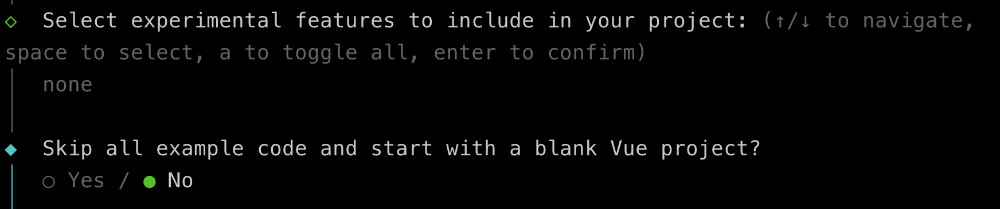 ◇  Select experimental features to include in your project: (↑/↓ to navigate,
space to select, a to toggle all, enter to confirm)
│  none
◆  Skip all example code and start with a blank Vue project?
│  ○ Yes / ● No